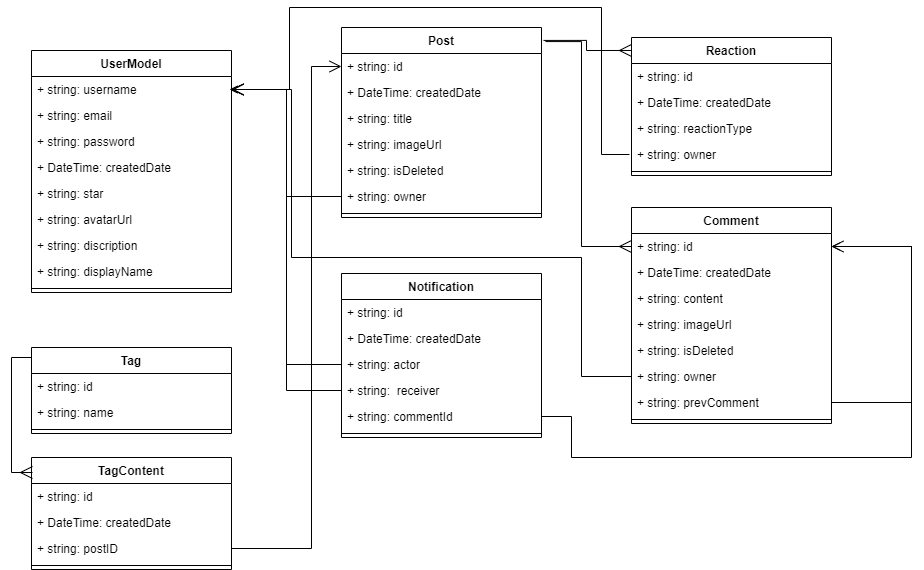 UserModel
+ string: username
+ string: email
+ string: password
+ DateTime: createdDate
+ string: star
+ string: avatarUrl
+ string: discription
+ string: displayName
Tag
+ string: id
+ string: name
TagContent
+ string: id
+ DateTime: createdDate
+ string: postID
Post
+ string: id
+ DateTime: createdDate
+ string: title
+ string: imageUrl
+ string: isDeleted
+ string: owner
Notification
+ string: id
+ DateTime: createdDate
+ string: actor
+ string: receiver
+ string: commentId
Reaction
+ string: id
+ DateTime: createdDate
+ string: reactionType
+ string: owner
Comment
+ string: id
+ DateTime: createdDate
+ string: content
+ string: imageUrl
+ string: isDeleted
+ string: owner
+ string: prevComment